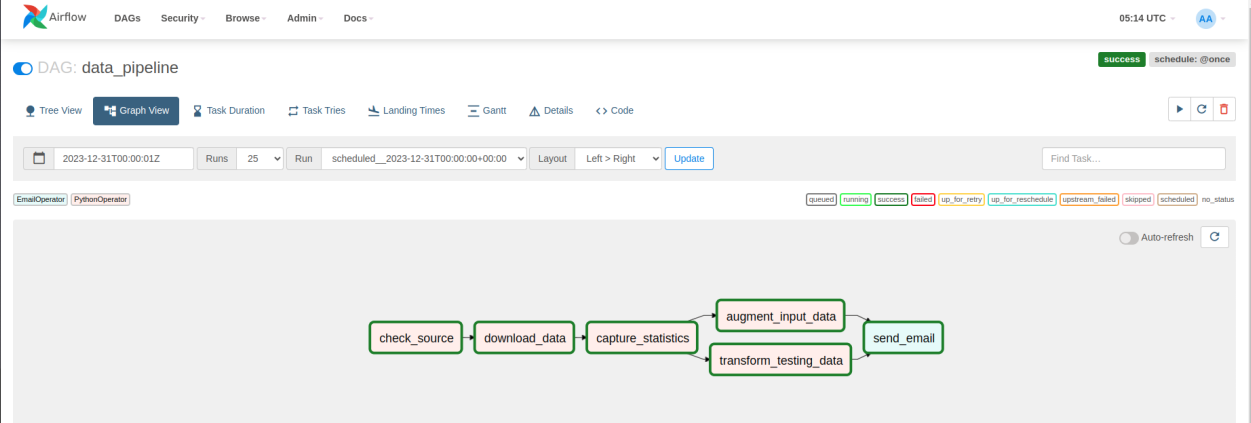 Airflow DAGs Security Browse Admin Docs 05:14 UTC AA
success schedule: @once
DAG: data_pipeline
Tree View Graph View Task Duration Task Tries Landing Times Gantt Details <> Code
2023-12-31T00:00:01Z Runs 25 Run scheduled__2023-12-31T00:00:00+00:00 Layout Left > Right Update Find Task...
EmailOperator PythonOperator queued running success failed up_for_retry up_for_reschedule upstream_failed skipped scheduled no_status
Auto-refresh
augment_input_data
check_source download_data capture_statistics send_email
transform_testing_data